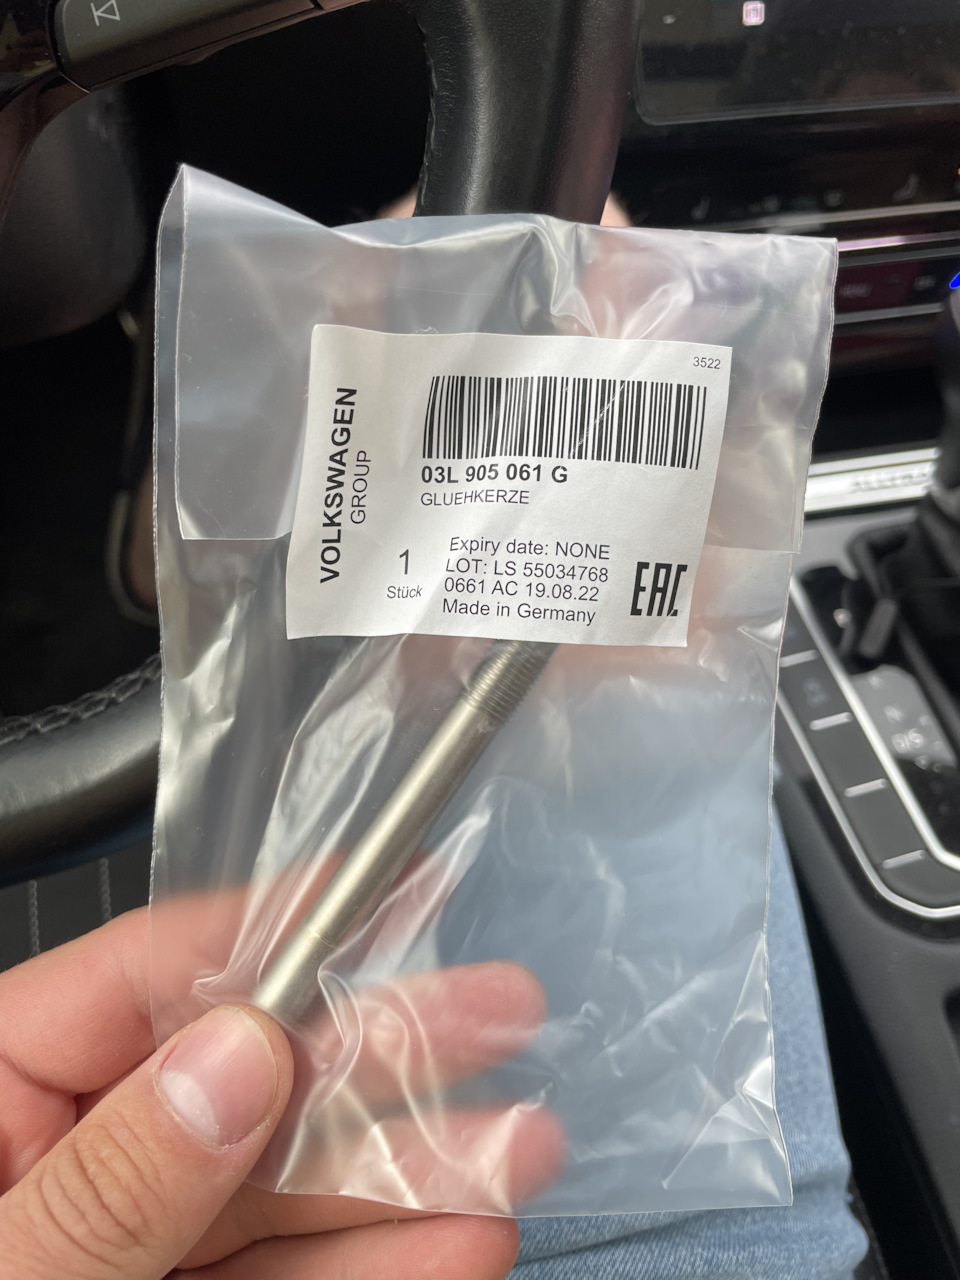 3522
VOLKSWAGEN
GROUP
03L 905 061 G
GLUEHKERZE
1
Stück
Expiry date: NONE
LOT: LS 55034768
0661 AC 19.08.22
Made in Germany
EAC